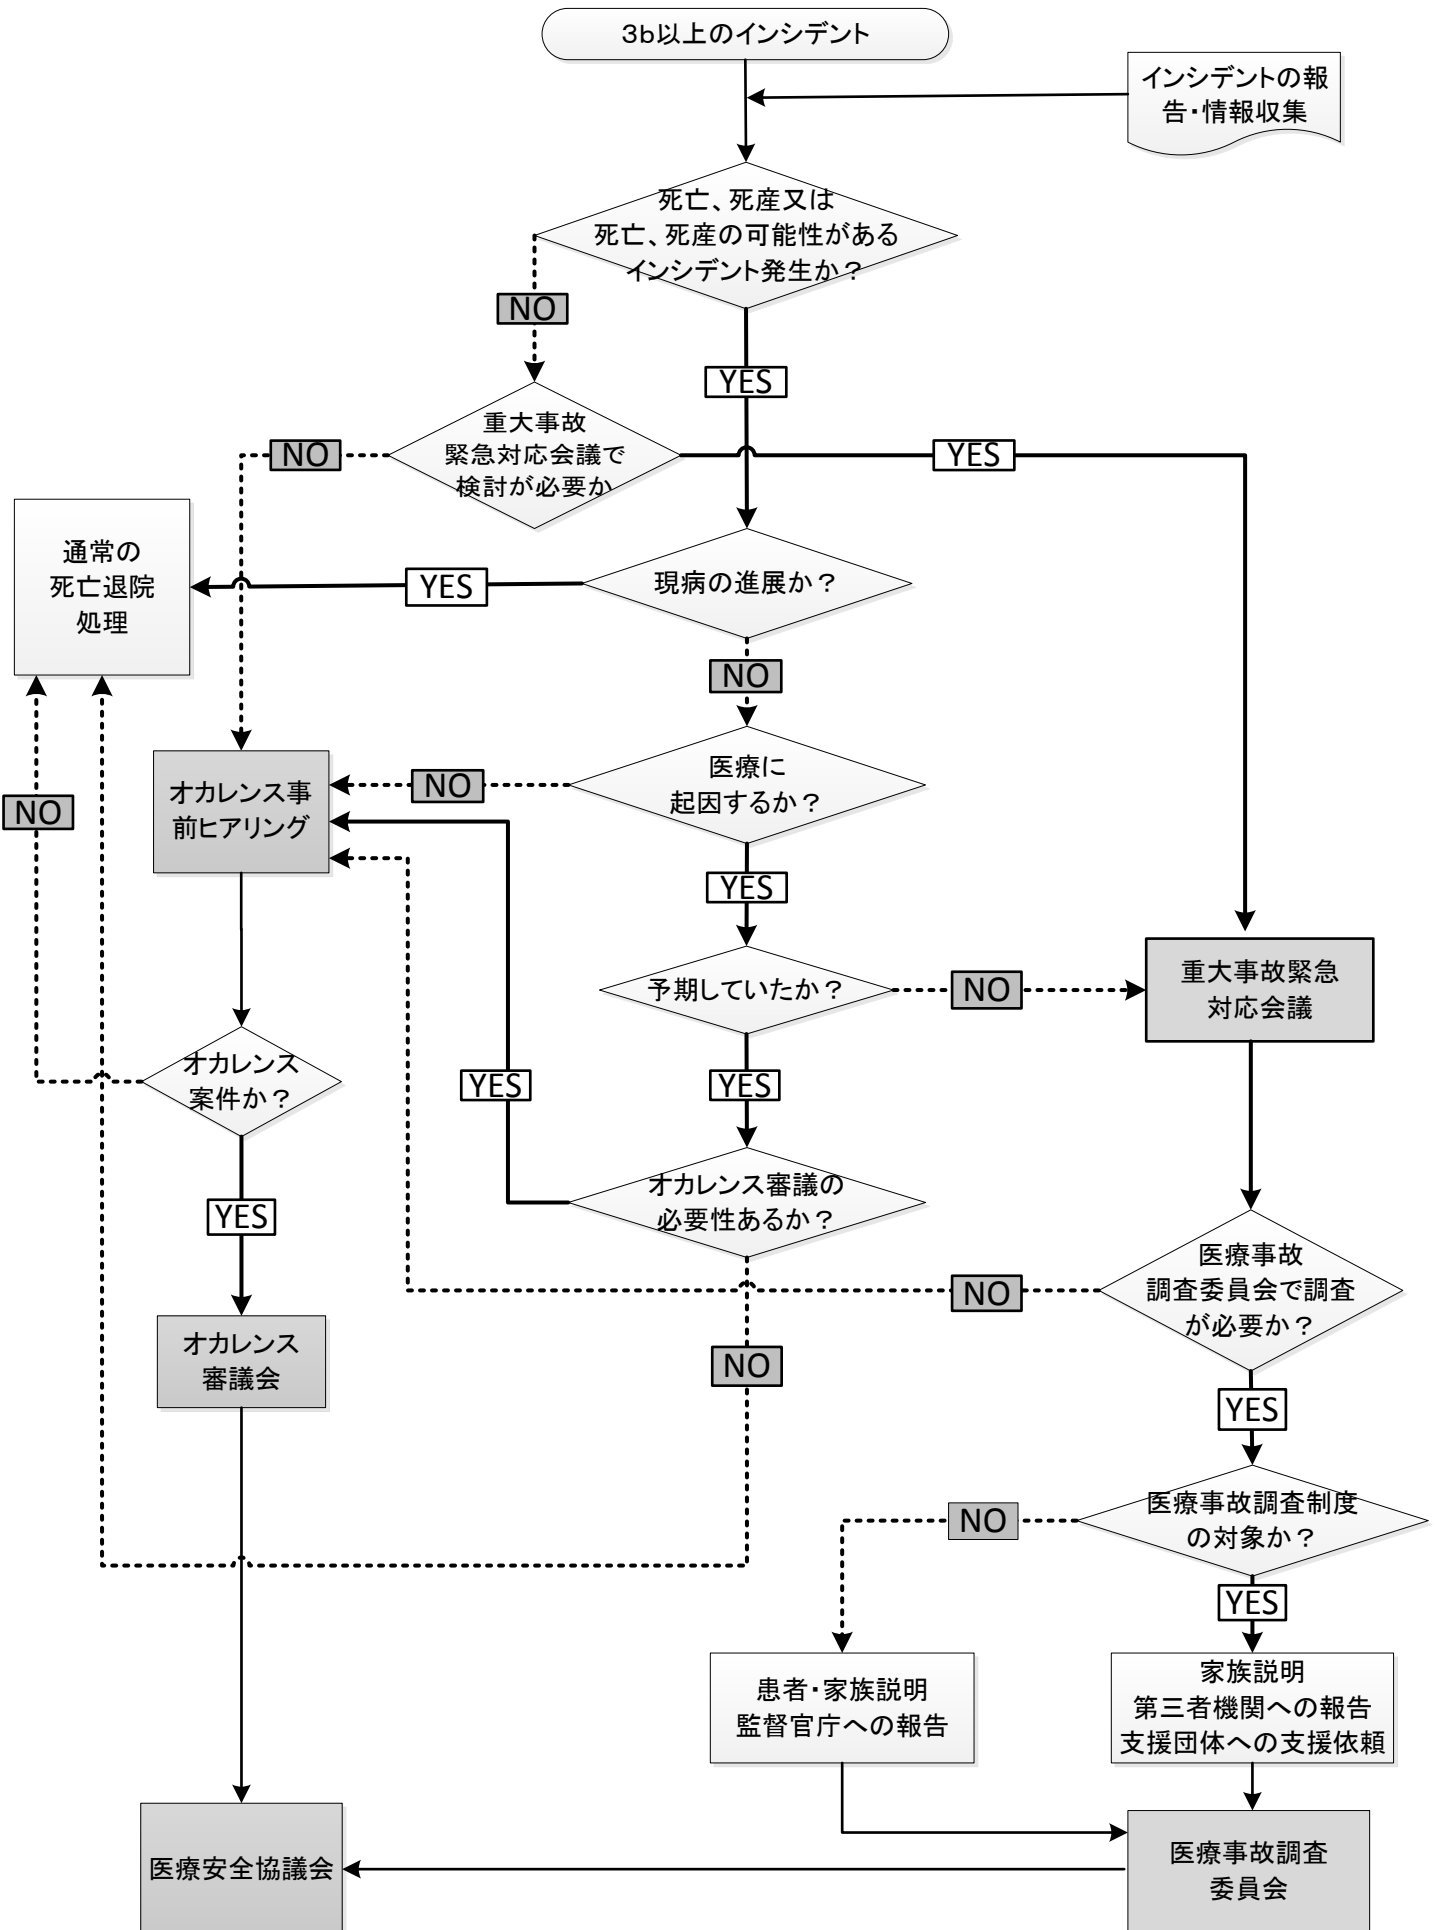 3b以上のインシデント
インシデントの報
告・情報収集
死亡、死産又は
死亡、死産の可能性がある
インシデント発生か？
NO
YES
重大事故
緊急対応会議で
検討が必要か
NO
YES
通常の
死亡退院
処理
YES
現病の進展か？
NO
医療に
起因するか？
NO
オカレンス事
前ヒアリング
NO
YES
予期していたか？
NO
重大事故緊急
対応会議
オカレンス
案件か？
YES
YES
オカレンス審議の
必要性あるか？
YES
医療事故
調査委員会で調査
が必要か？
NO
オカレンス
審議会
NO
YES
医療事故調査制度
の対象か？
NO
YES
患者・家族説明
監督官庁への報告
家族説明
第三者機関への報告
支援団体への支援依頼
医療安全協議会
医療事故調査
委員会